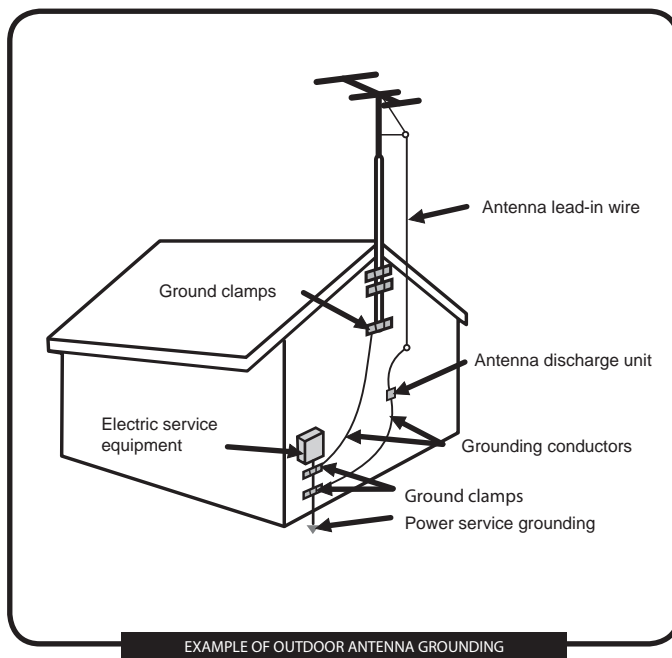 Antenna lead-in wire
Ground clamps
Antenna discharge unit
Electric service
equipment
Grounding conductors
Ground clamps
Power service grounding
EXAMPLE OF OUTDOOR ANTENNA GROUNDING